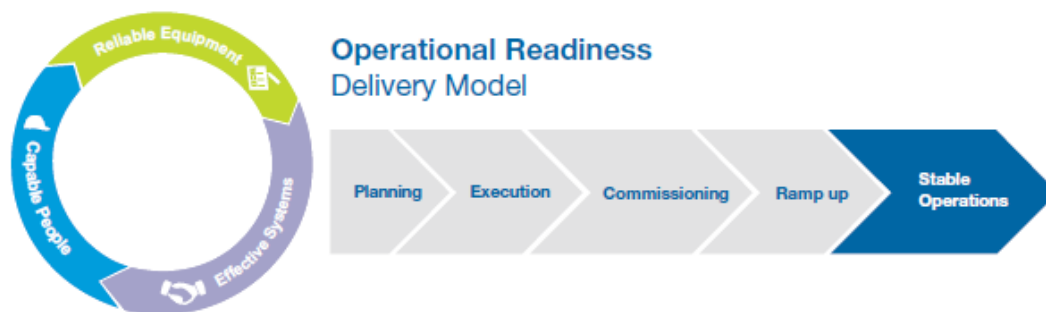 Reliable Equipment
Capable People
Effective Systems
Operational Readiness
Delivery Model
Planning
Execution
Commissioning
Ramp up
Stable
Operations